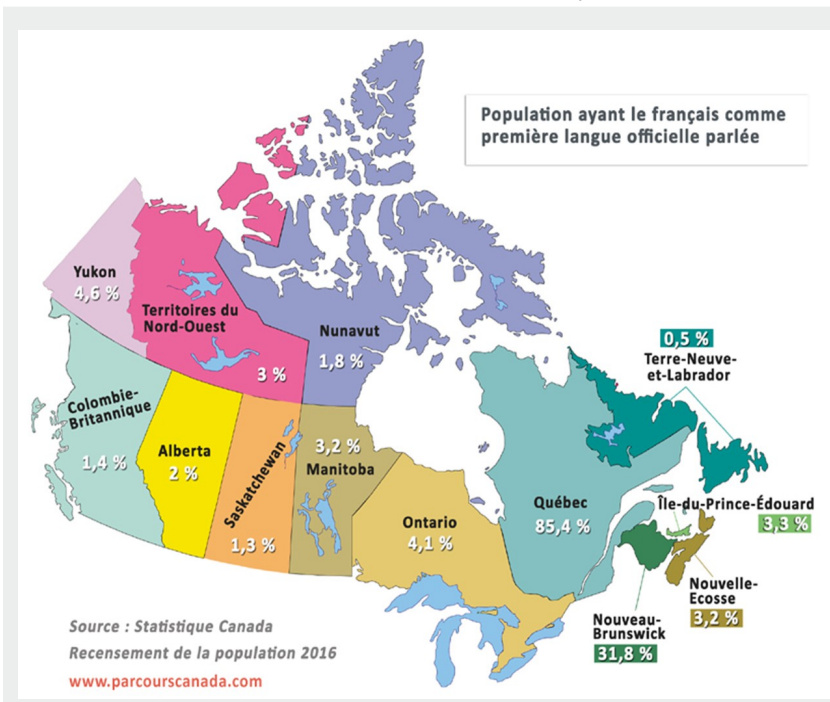 Population ayant le français comme
première langue officielle parlée
Yukon
4,6 %
Territoires du
Nord-Ouest
3 %
Nunavut
1,8 %
0,5 %
Terre-Neuve-
et-Labrador
Colombie-
Britannique
1,4 %
Alberta
2 %
Saskatchewan
1,3 %
3,2 %
Manitoba
Ontario
4,1 %
Québec
85,4 %
Île-du-Prince-Édouard
3,3 %
Nouvelle-
Ecosse
3,2 %
Nouveau-
Brunswick
31,8 %
Source : Statistique Canada
Recensement de la population 2016
www.parcourscanada.com